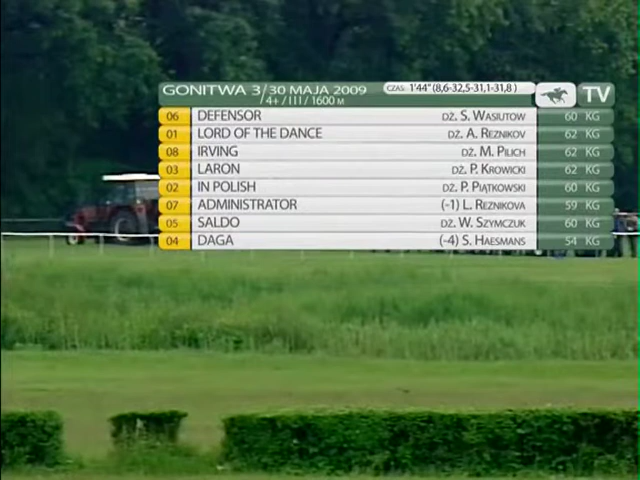 GONITWA 3/30 MAJA 2009 CZAS: 1'44" (8,6-32,5-31,1-31,8) TV
/ 4+ / III / 1600 M
06 DEFENSOR DŻ. S. WASIUTOW 60 KG
01 LORD OF THE DANCE DŻ. A. REZNIKOV 62 KG
08 IRVING DŻ. M. PILICH 62 KG
03 LARON DŻ. P. KROWICKI 62 KG
02 IN POLISH DŻ. P. PIĄTKOWSKI 60 KG
07 ADMINISTRATOR (-1) L. REZNIKOVA 59 KG
05 SALDO DŻ. W. SZYMCZUK 60 KG
04 DAGA (-4) S. HAESMANS 54 KG